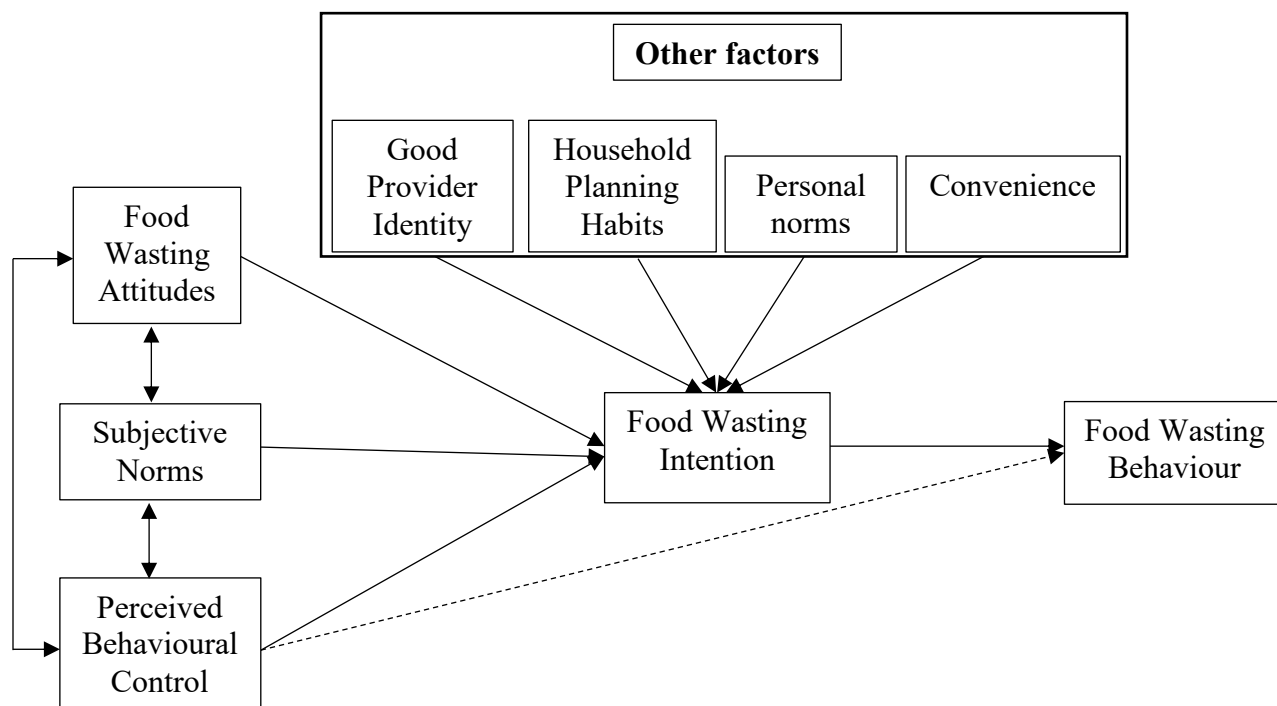 Other factors
Good
Provider
Identity
Household
Planning
Habits
Personal
norms
Convenience
Food
Wasting
Attitudes
Subjective
Norms
Perceived
Behavioural
Control
Food Wasting
Intention
Food Wasting
Behaviour